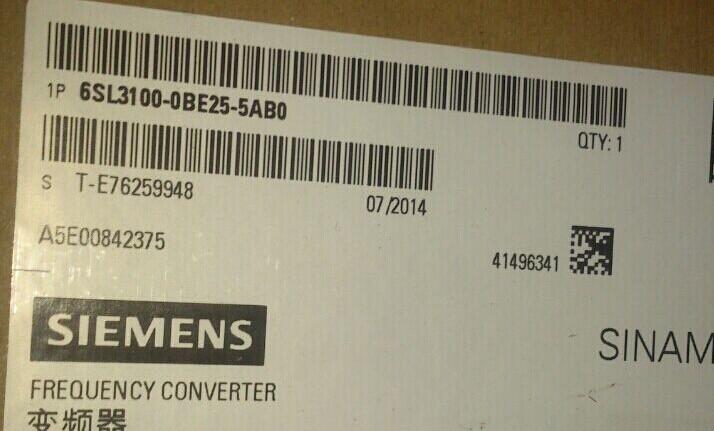 1P 6SL3100-0BE25-5AB0
QTY: 1
S T-E76259948
07/2014
A5E00842375
41496341
SIEMENS
SINAM
FREQUENCY CONVERTER
变频器